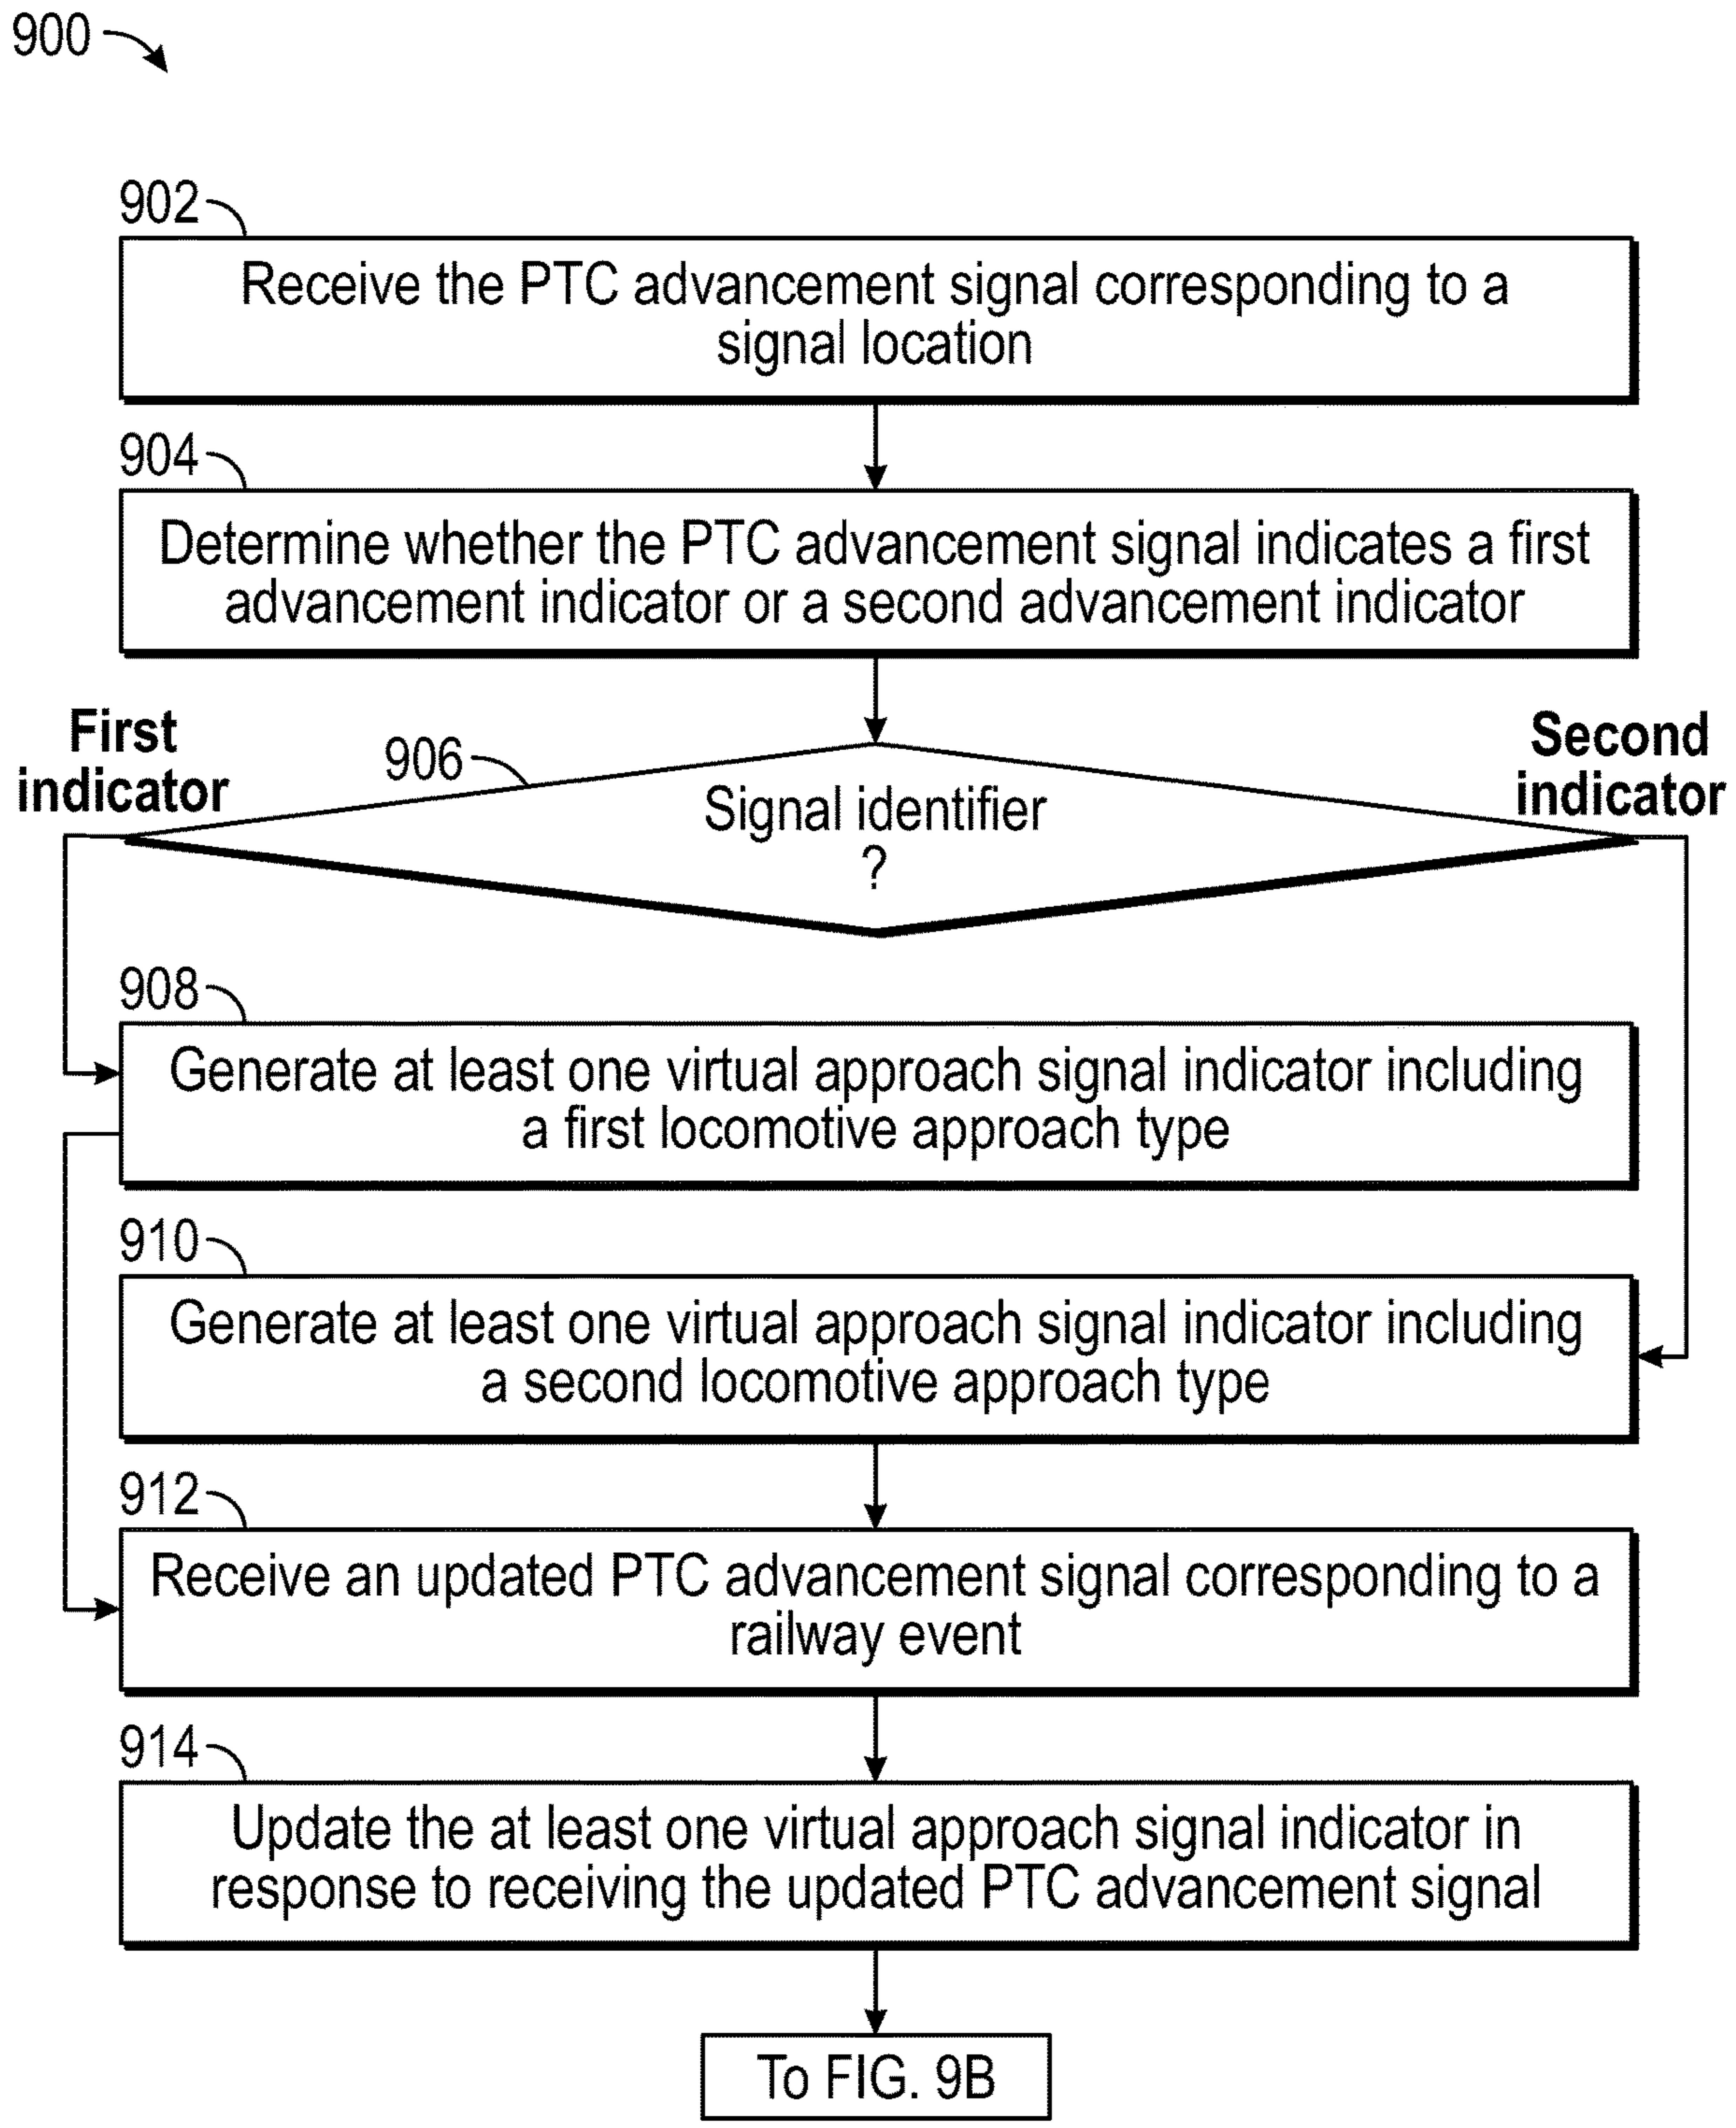 900
902
Receive the PTC advancement signal corresponding to a
signal location
904
Determine whether the PTC advancement signal indicates a first
advancement indicator or a second advancement indicator
First
indicator
906
Signal identifier
?
Second
indicator
908
Generate at least one virtual approach signal indicator including
a first locomotive approach type
910
Generate at least one virtual approach signal indicator including
a second locomotive approach type
912
Receive an updated PTC advancement signal corresponding to a
railway event
914
Update the at least one virtual approach signal indicator in
response to receiving the updated PTC advancement signal
To FIG. 9B